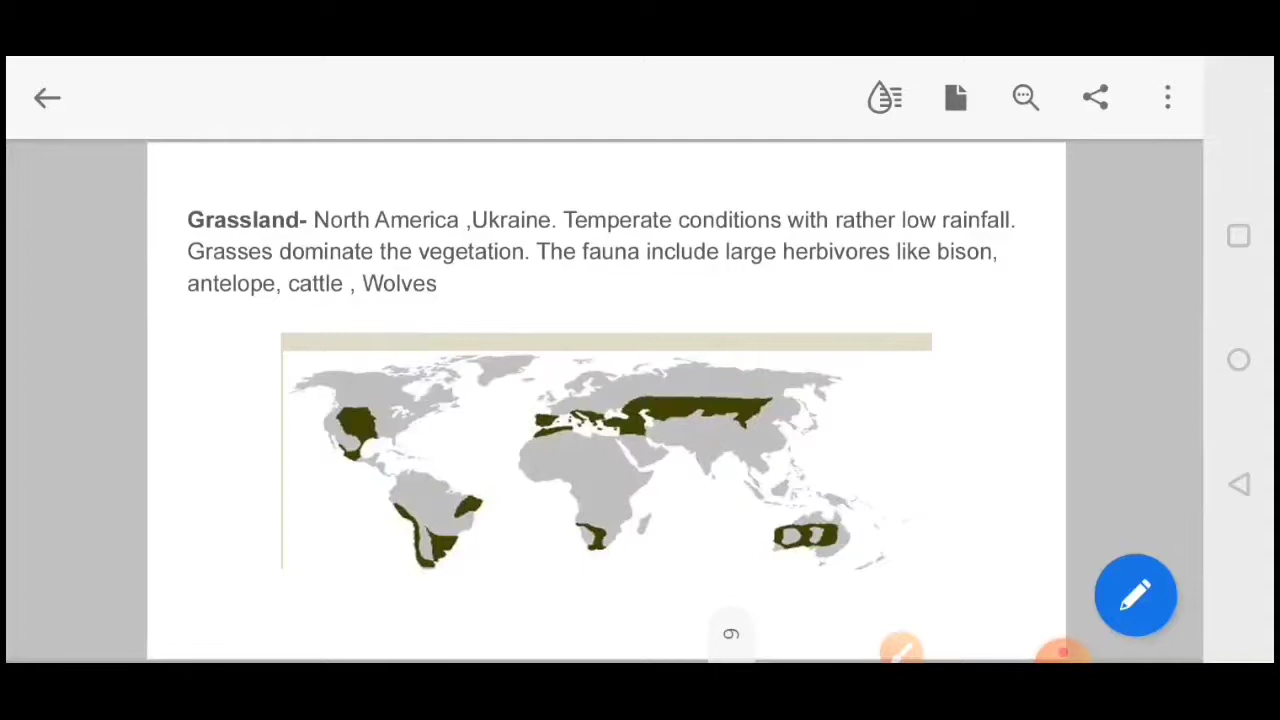 Grassland- North America ,Ukraine. Temperate conditions with rather low rainfall.
Grasses dominate the vegetation. The fauna include large herbivores like bison,
antelope, cattle , Wolves
6